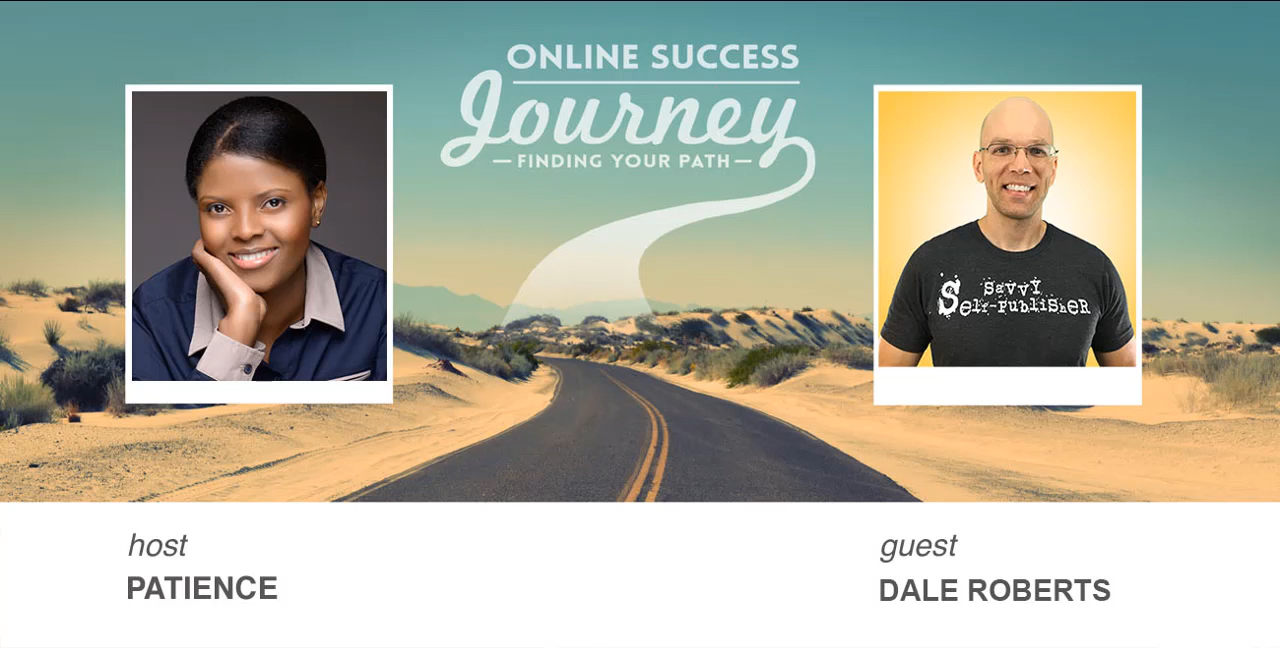 ONLINE SUCCESS
Journey
— FINDING YOUR PATH —
SavvY
Self-PublisheR
host
PATIENCE
guest
DALE ROBERTS